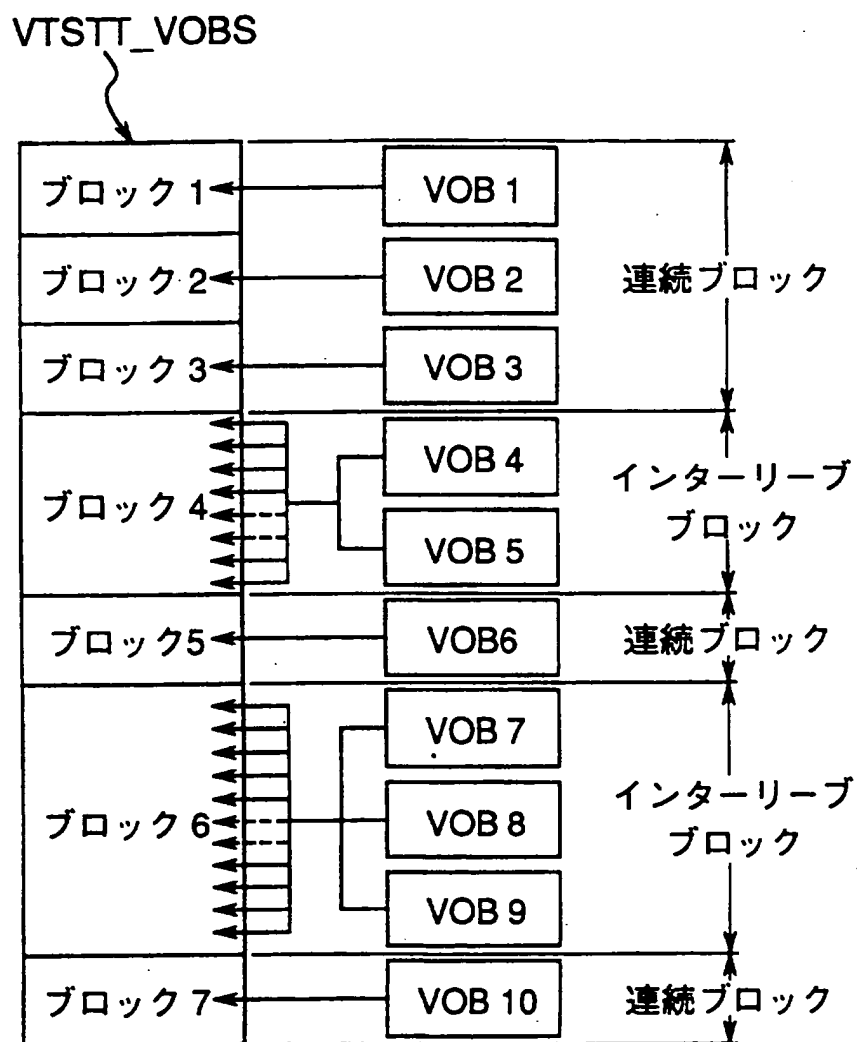 VTSTT_VOBS
ブロック 1
VOB 1
ブロック 2
VOB 2
連続ブロック
ブロック 3
VOB 3
ブロック 4
VOB 4
VOB 5
インターリーブ
ブロック
ブロック5
VOB6
連続ブロック
ブロック 6
VOB 7
VOB 8
VOB 9
インターリーブ
ブロック
ブロック 7
VOB 10
連続ブロック